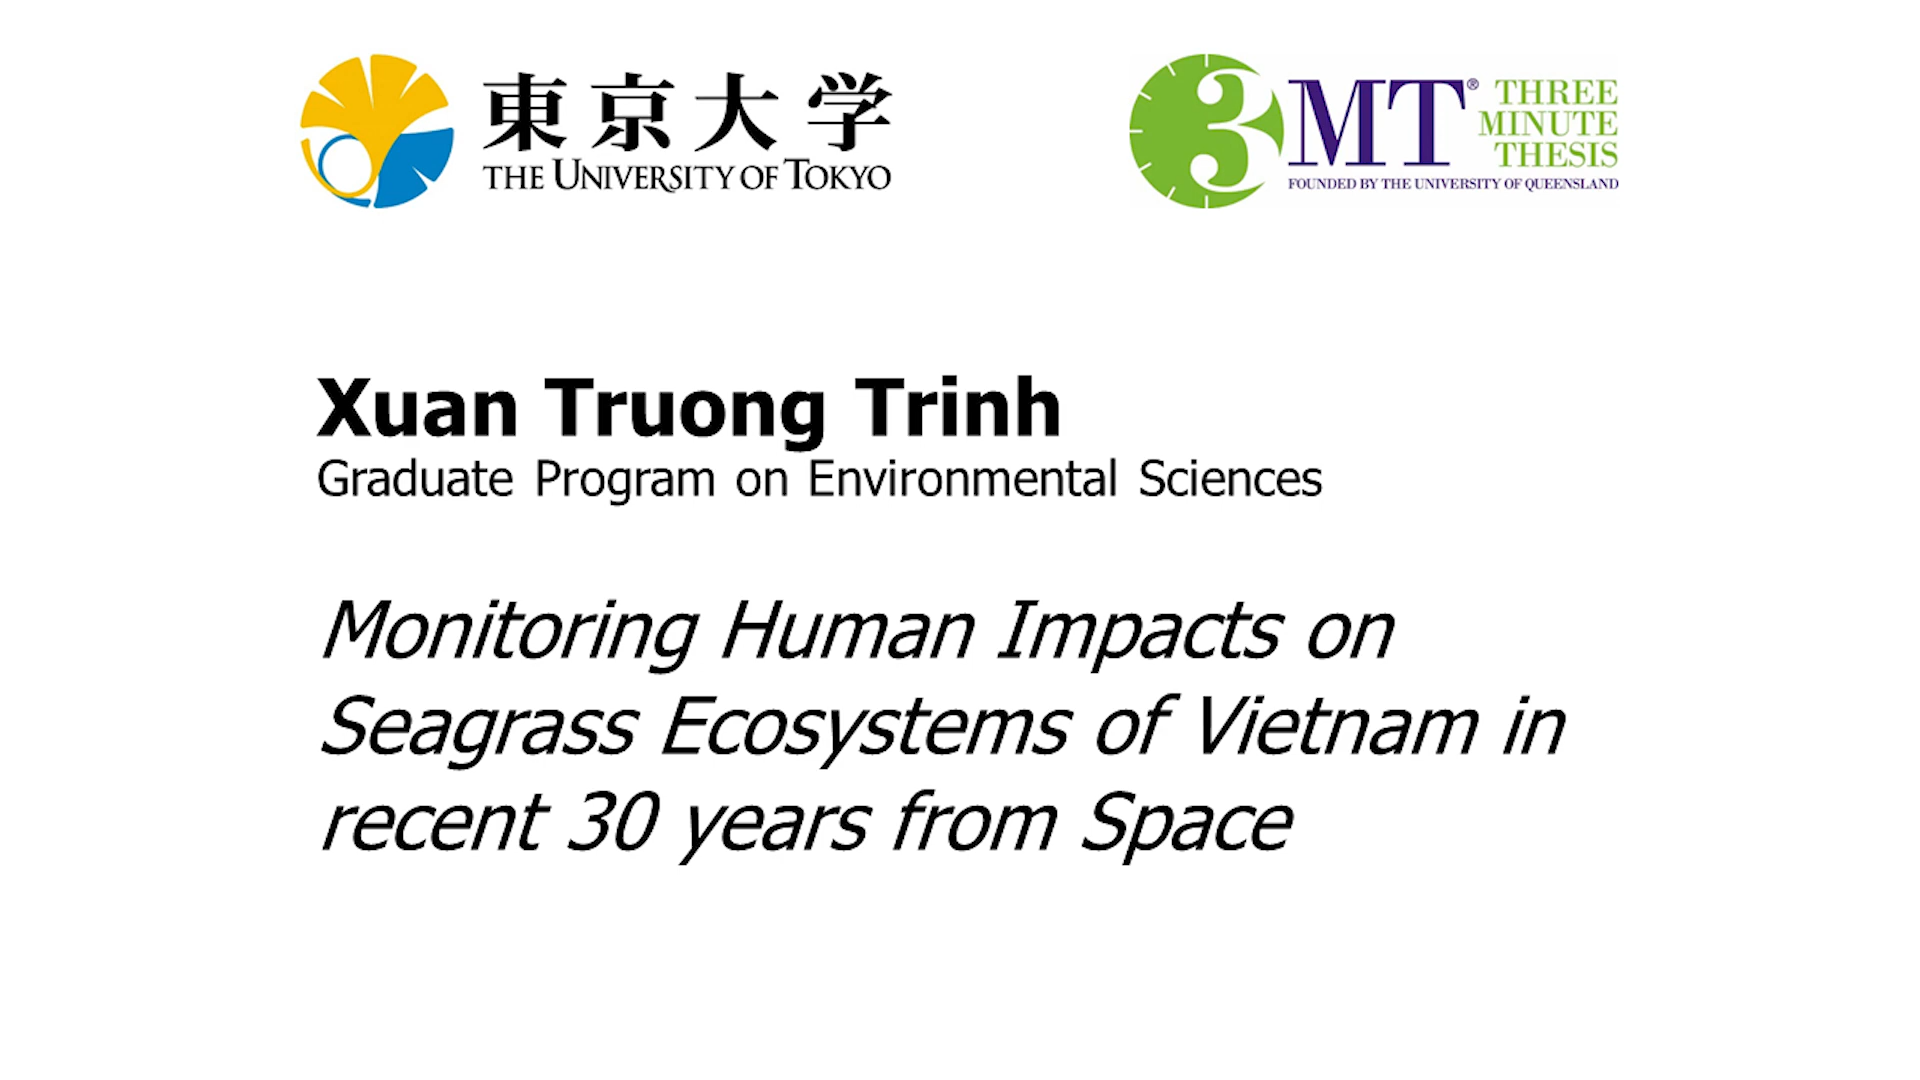 東京大学
THE UNIVERSITY OF TOKYO
3MT® THREE MINUTE THESIS
FOUNDED BY THE UNIVERSITY OF QUEENSLAND
Xuan Truong Trinh
Graduate Program on Environmental Sciences
Monitoring Human Impacts on
Seagrass Ecosystems of Vietnam in
recent 30 years from Space